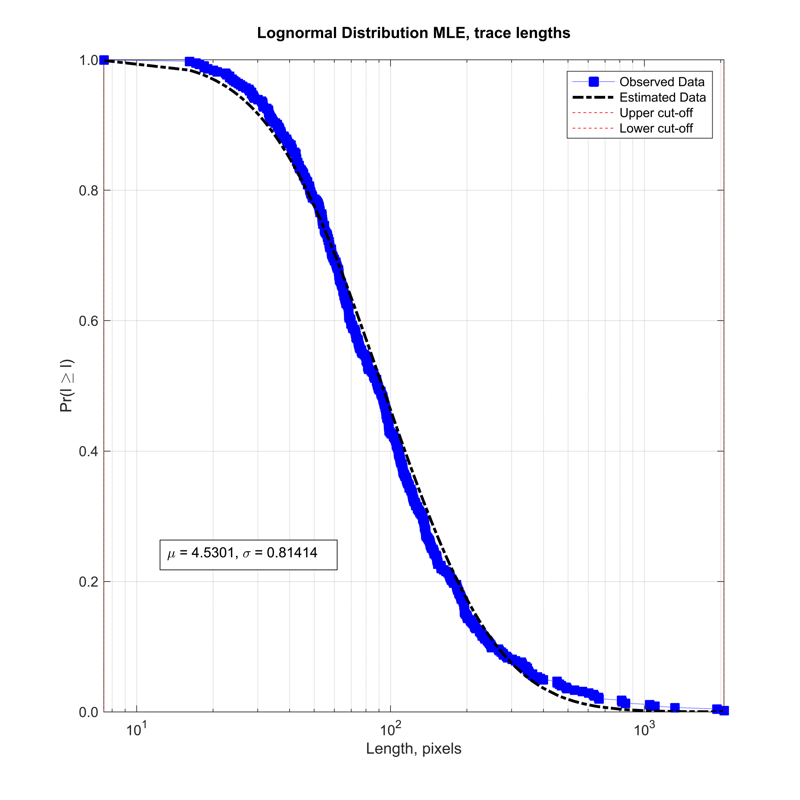 Lognormal Distribution MLE, trace lengths
Observed Data
Estimated Data
Upper cut-off
Lower cut-off
1.0
0.8
0.6
0.4
0.2
0.0
Pr(l ≥ l)
μ = 4.5301, σ = 0.81414
10¹ 10² 10³
Length, pixels